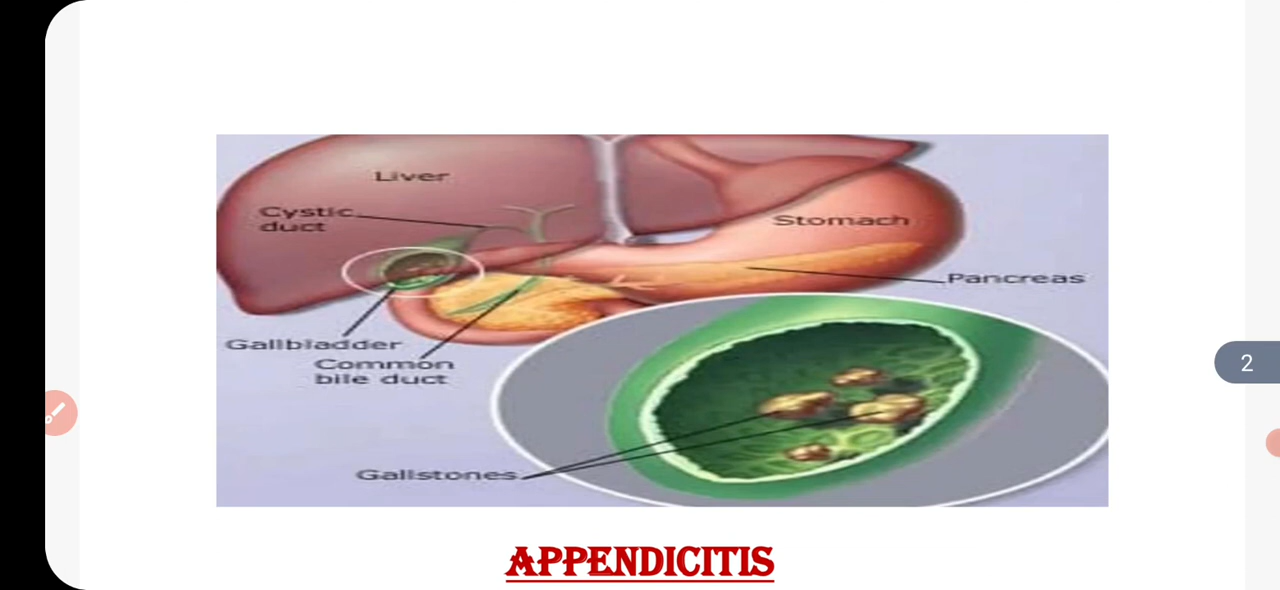 Liver
Cystic
duct
Stomach
Pancreas
Gallbladder
Common
bile duct
Gallstones
2
APPENDICITIS